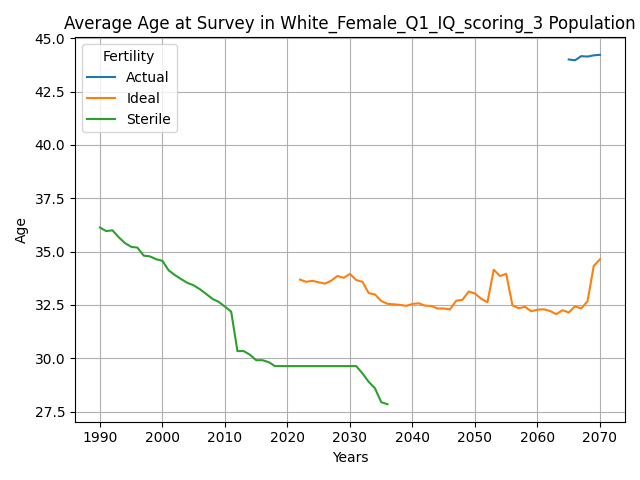 Average Age at Survey in White_Female_Q1_IQ_scoring_3 Population
45.0
42.5
40.0
37.5
35.0
32.5
30.0
27.5
Age
Fertility
Actual
Ideal
Sterile
1990 2000 2010 2020 2030 2040 2050 2060 2070
Years